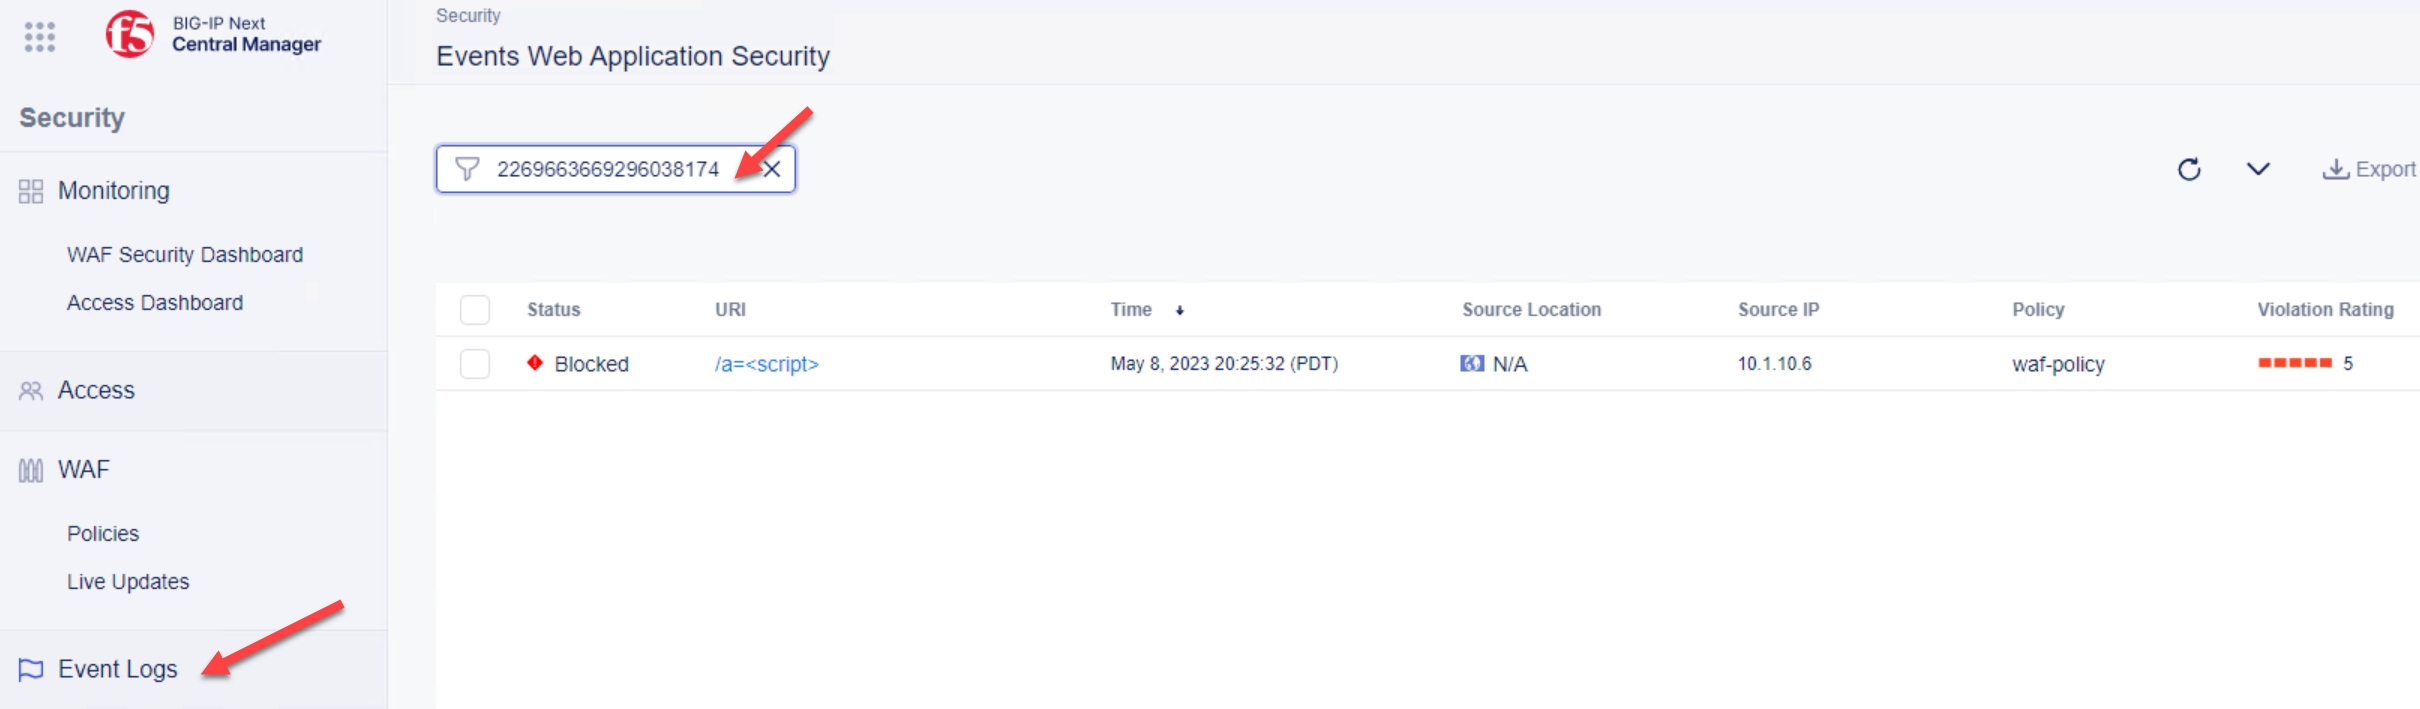 f5
BIG-IP Next
Central Manager
Security
Monitoring
WAF Security Dashboard
Access Dashboard
Access
WAF
Policies
Live Updates
Event Logs
Security
Events Web Application Security
2269663669296038174
Export
Status URI Time Source Location Source IP Policy Violation Rating
Blocked /a=<script> May 8, 2023 20:25:32 (PDT) N/A 10.1.10.6 waf-policy 5